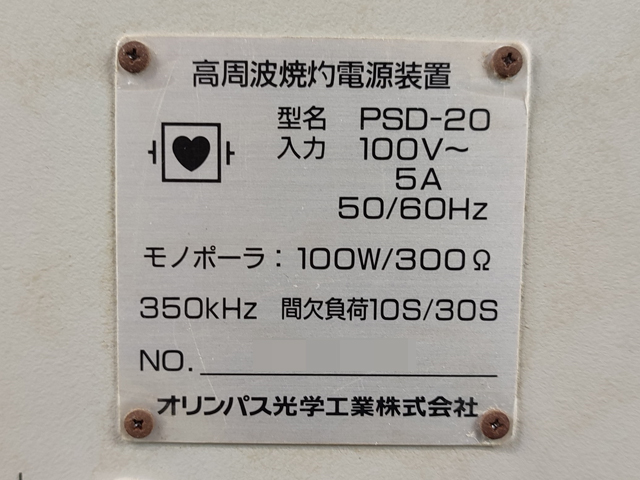 高周波焼灼電源装置
型名 PSD-20
入力 100V～
5A
50/60Hz
モノポーラ：100W/300Ω
350kHz 間欠負荷10S/30S
NO.
オリンパス光学工業株式会社